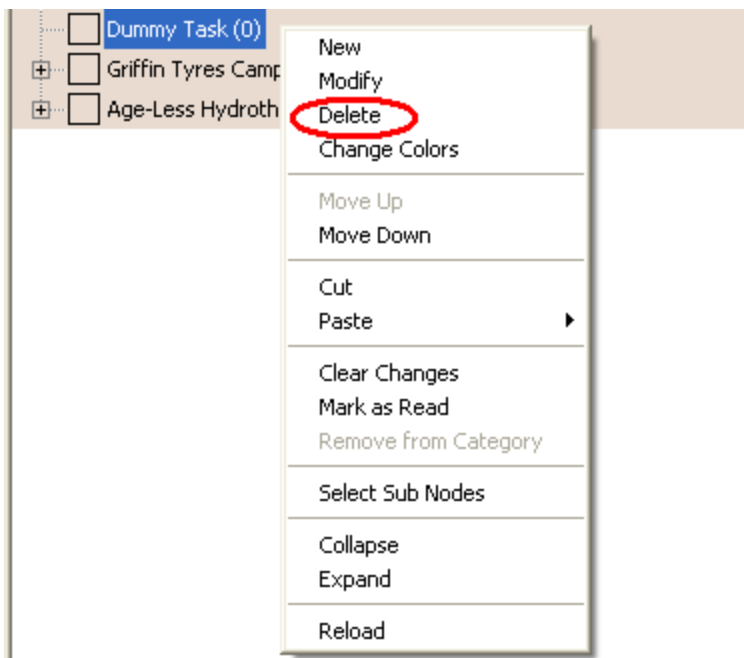 Dummy Task (0)
Griffin Tyres Camp
Age-Less Hydroth
New
Modify
Delete
Change Colors
Move Up
Move Down
Cut
Paste
Clear Changes
Mark as Read
Remove from Category
Select Sub Nodes
Collapse
Expand
Reload